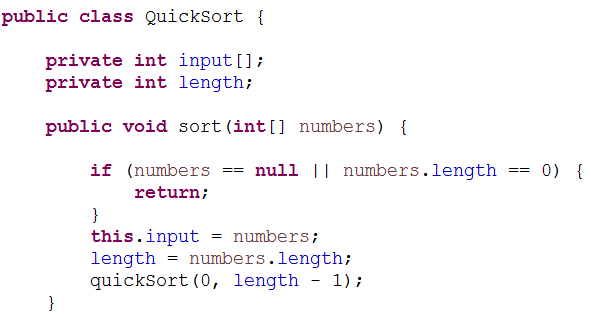 public class QuickSort {
private int input[];
private int length;
public void sort(int[] numbers) {
if (numbers == null || numbers.length == 0) {
return;
}
this.input = numbers;
length = numbers.length;
quickSort(0, length - 1);
}